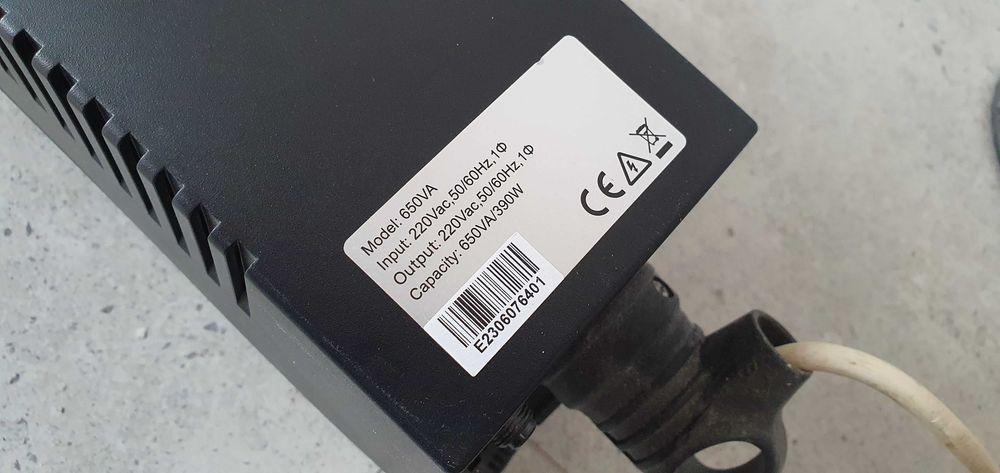 Model: 650VA
Input: 220Vac,50/60Hz,1Φ
Output: 220Vac,50/60Hz,1Φ
Capacity: 650VA/390W
CE
E2306076401